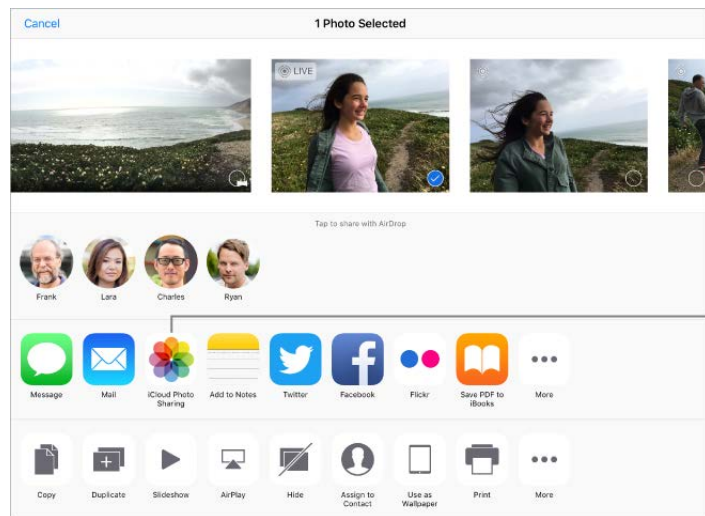 Cancel
1 Photo Selected
LIVE
Tap to share with AirDrop
Frank
Lara
Charles
Ryan
Message
Mail
iCloud Photo
Sharing
Add to Notes
Twitter
Facebook
Flickr
Save PDF to
iBooks
More
Copy
Duplicate
Slideshow
AirPlay
Hide
Assign to
Contact
Use as
Wallpaper
Print
More